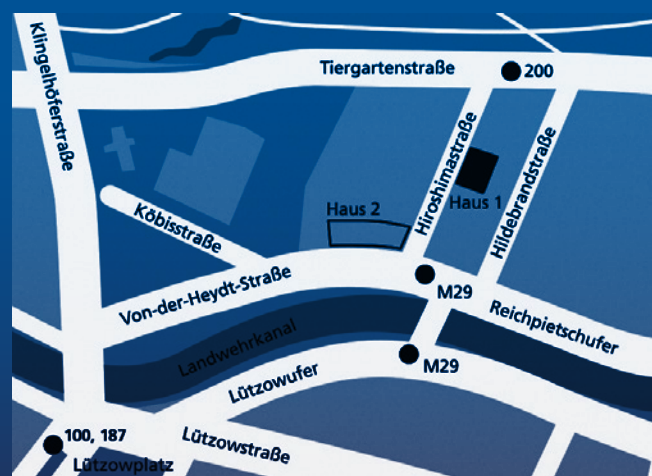 Klingelhöferstraße
Tiergartenstraße
200
Hiroshimastraße
Hildebrandstraße
Haus 1
Haus 2
Köbisstraße
Von-der-Heydt-Straße
M29
Reichpietschufer
Landwehrkanal
Lützowufer
M29
100, 187
Lützowstraße
Lützowplatz